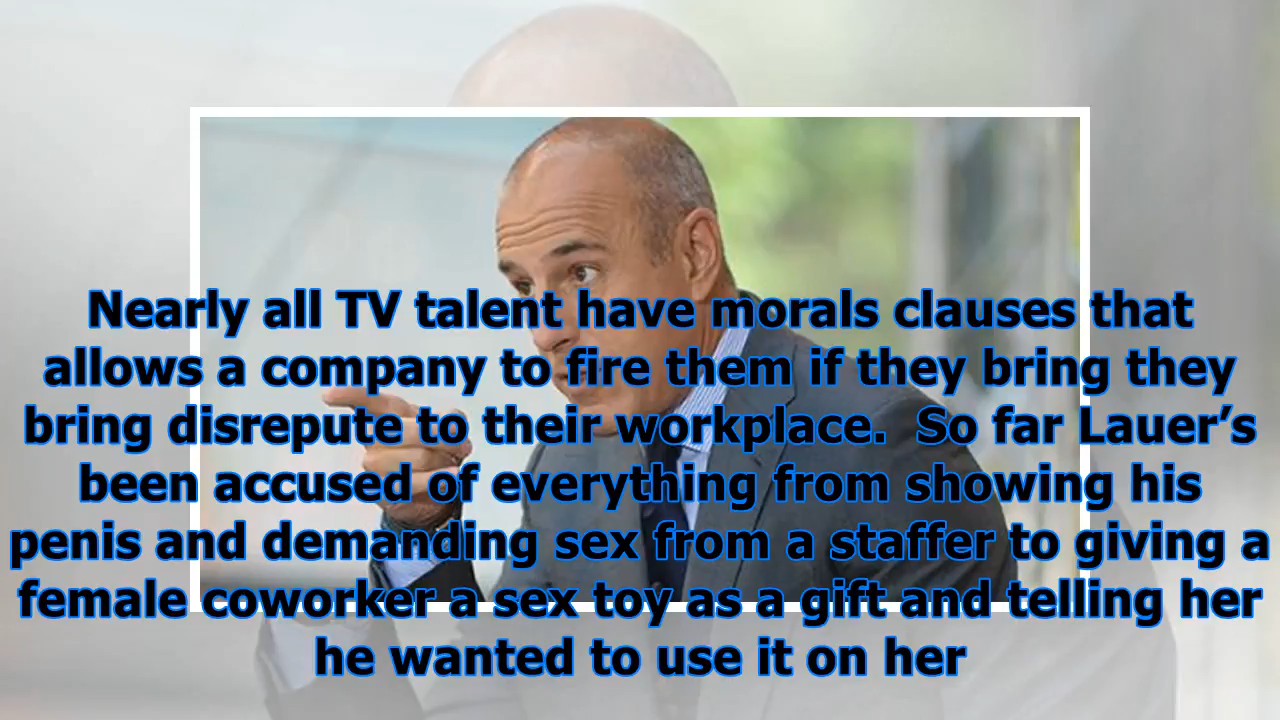 Nearly all TV talent have morals clauses that
allows a company to fire them if they bring they
bring disrepute to their workplace.  So far Lauer’s
been accused of everything from showing his
penis and demanding sex from a staffer to giving a
female coworker a sex toy as a gift and telling her
he wanted to use it on her